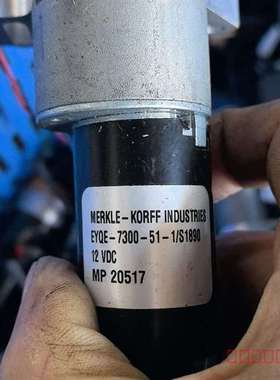 MERKLE-KORFF INDUSTRIES
EYQE-7300-51-1/S1890
12 VDC
MP 20517